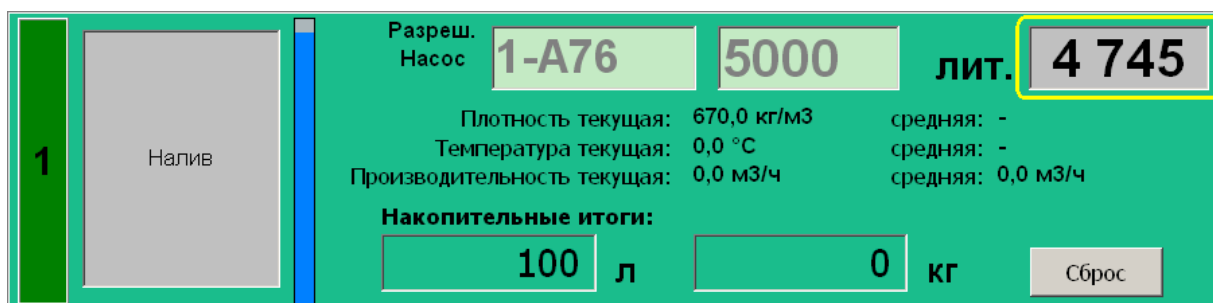 1
Налив
Разреш.
Насос
1-А76
5000
лит.
4 745
Плотность текущая: 670,0 кг/м3 средняя: -
Температура текущая: 0,0 °C средняя: -
Производительность текущая: 0,0 м3/ч средняя: 0,0 м3/ч
Накопительные итоги:
100 л 0 кг
Сброс